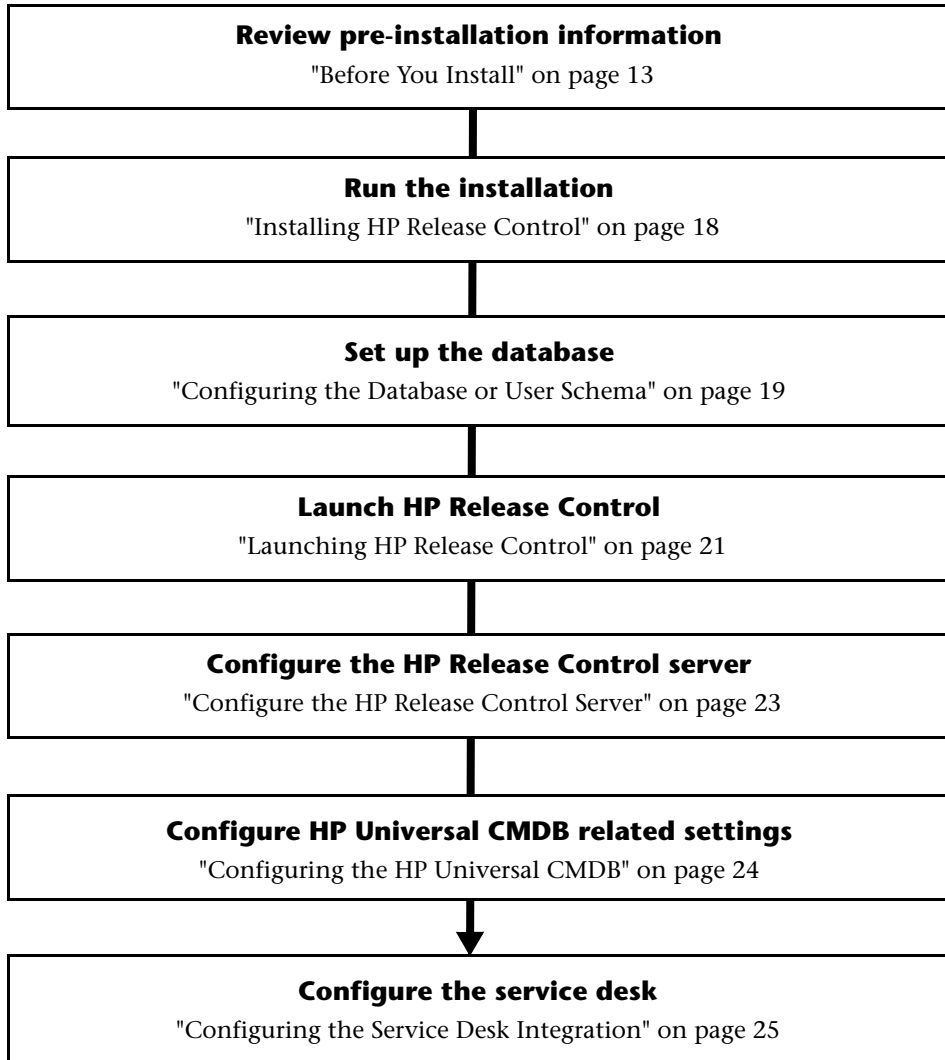 Review pre-installation information
"Before You Install" on page 13
Run the installation
"Installing HP Release Control" on page 18
Set up the database
"Configuring the Database or User Schema" on page 19
Launch HP Release Control
"Launching HP Release Control" on page 21
Configure the HP Release Control server
"Configure the HP Release Control Server" on page 23
Configure HP Universal CMDB related settings
"Configuring the HP Universal CMDB" on page 24
Configure the service desk
"Configuring the Service Desk Integration" on page 25